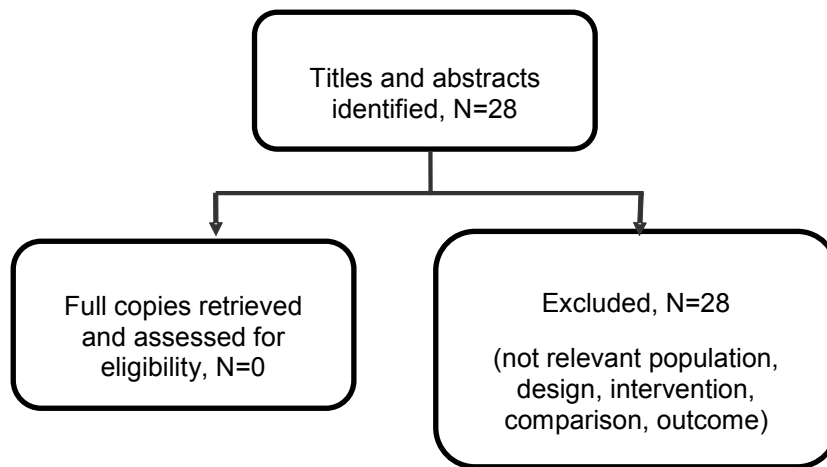 Titles and abstracts
identified, N=28
Full copies retrieved
and assessed for
eligibility, N=0
Excluded, N=28
(not relevant population,
design, intervention,
comparison, outcome)